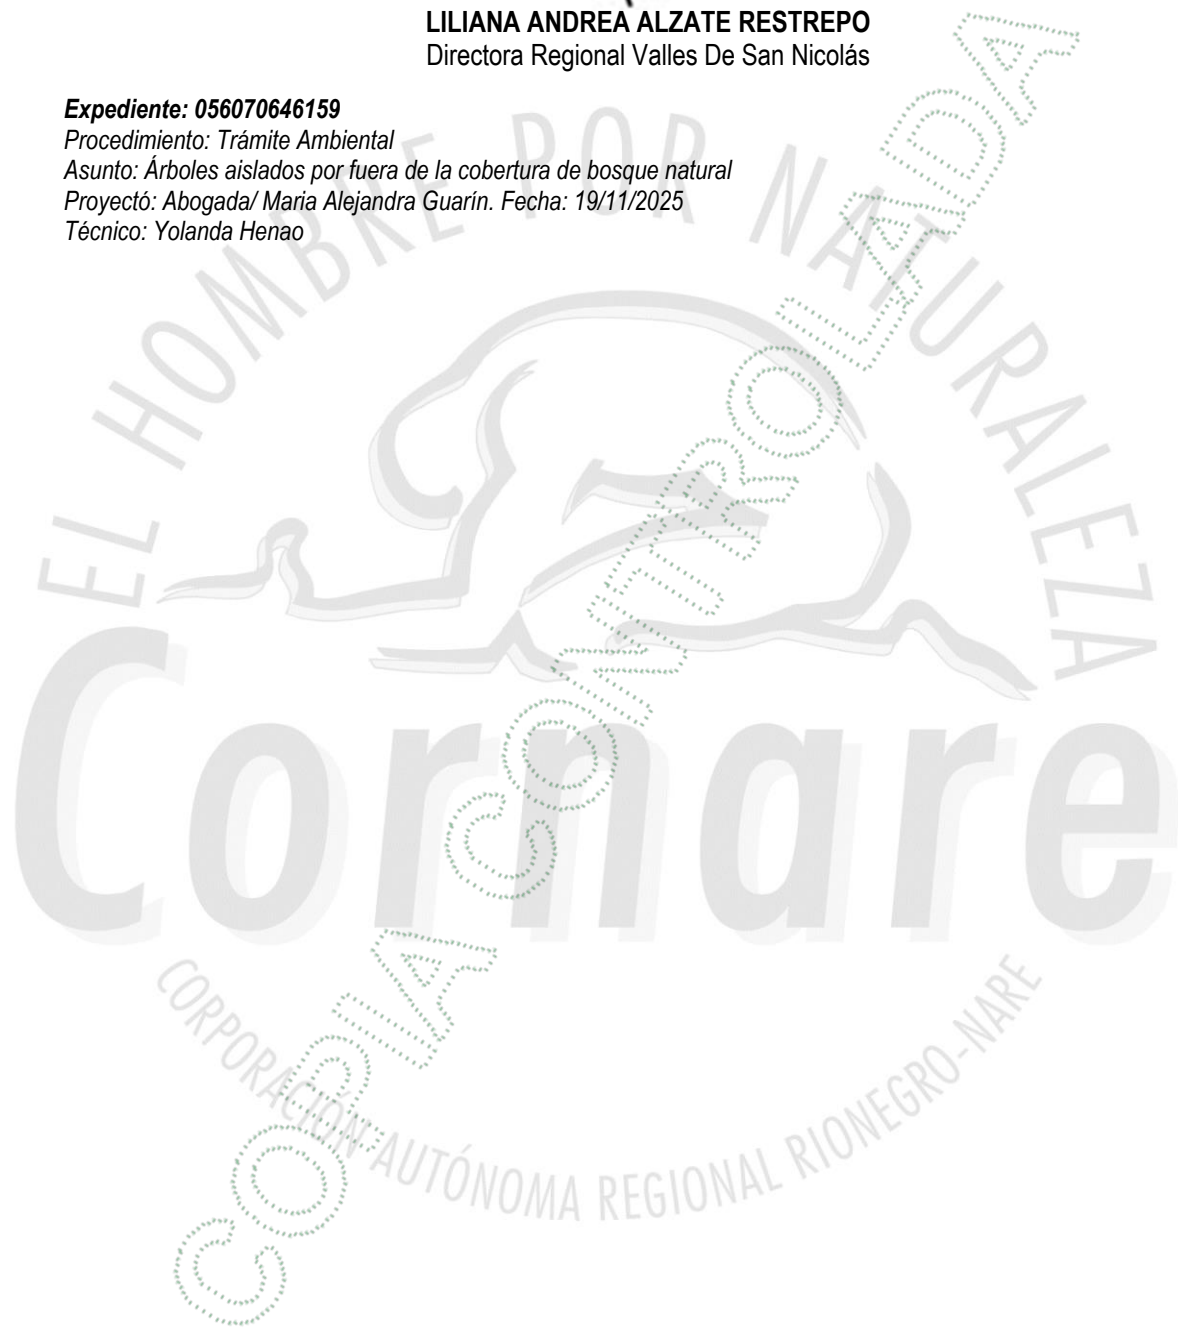 LILIANA ANDREA ALZATE RESTREPO
Directora Regional Valles De San Nicolás
Expediente: 056070646159
Procedimiento: Trámite Ambiental
Asunto: Árboles aislados por fuera de la cobertura de bosque natural
Proyectó: Abogada/ Maria Alejandra Guarín. Fecha: 19/11/2025
Técnico: Yolanda Henao
EL HOMBRE POR NATURALEZA
Cornare
CORPORACIÓN AUTÓNOMA REGIONAL RIONEGRO-NARE
COPIA CONTROLADA